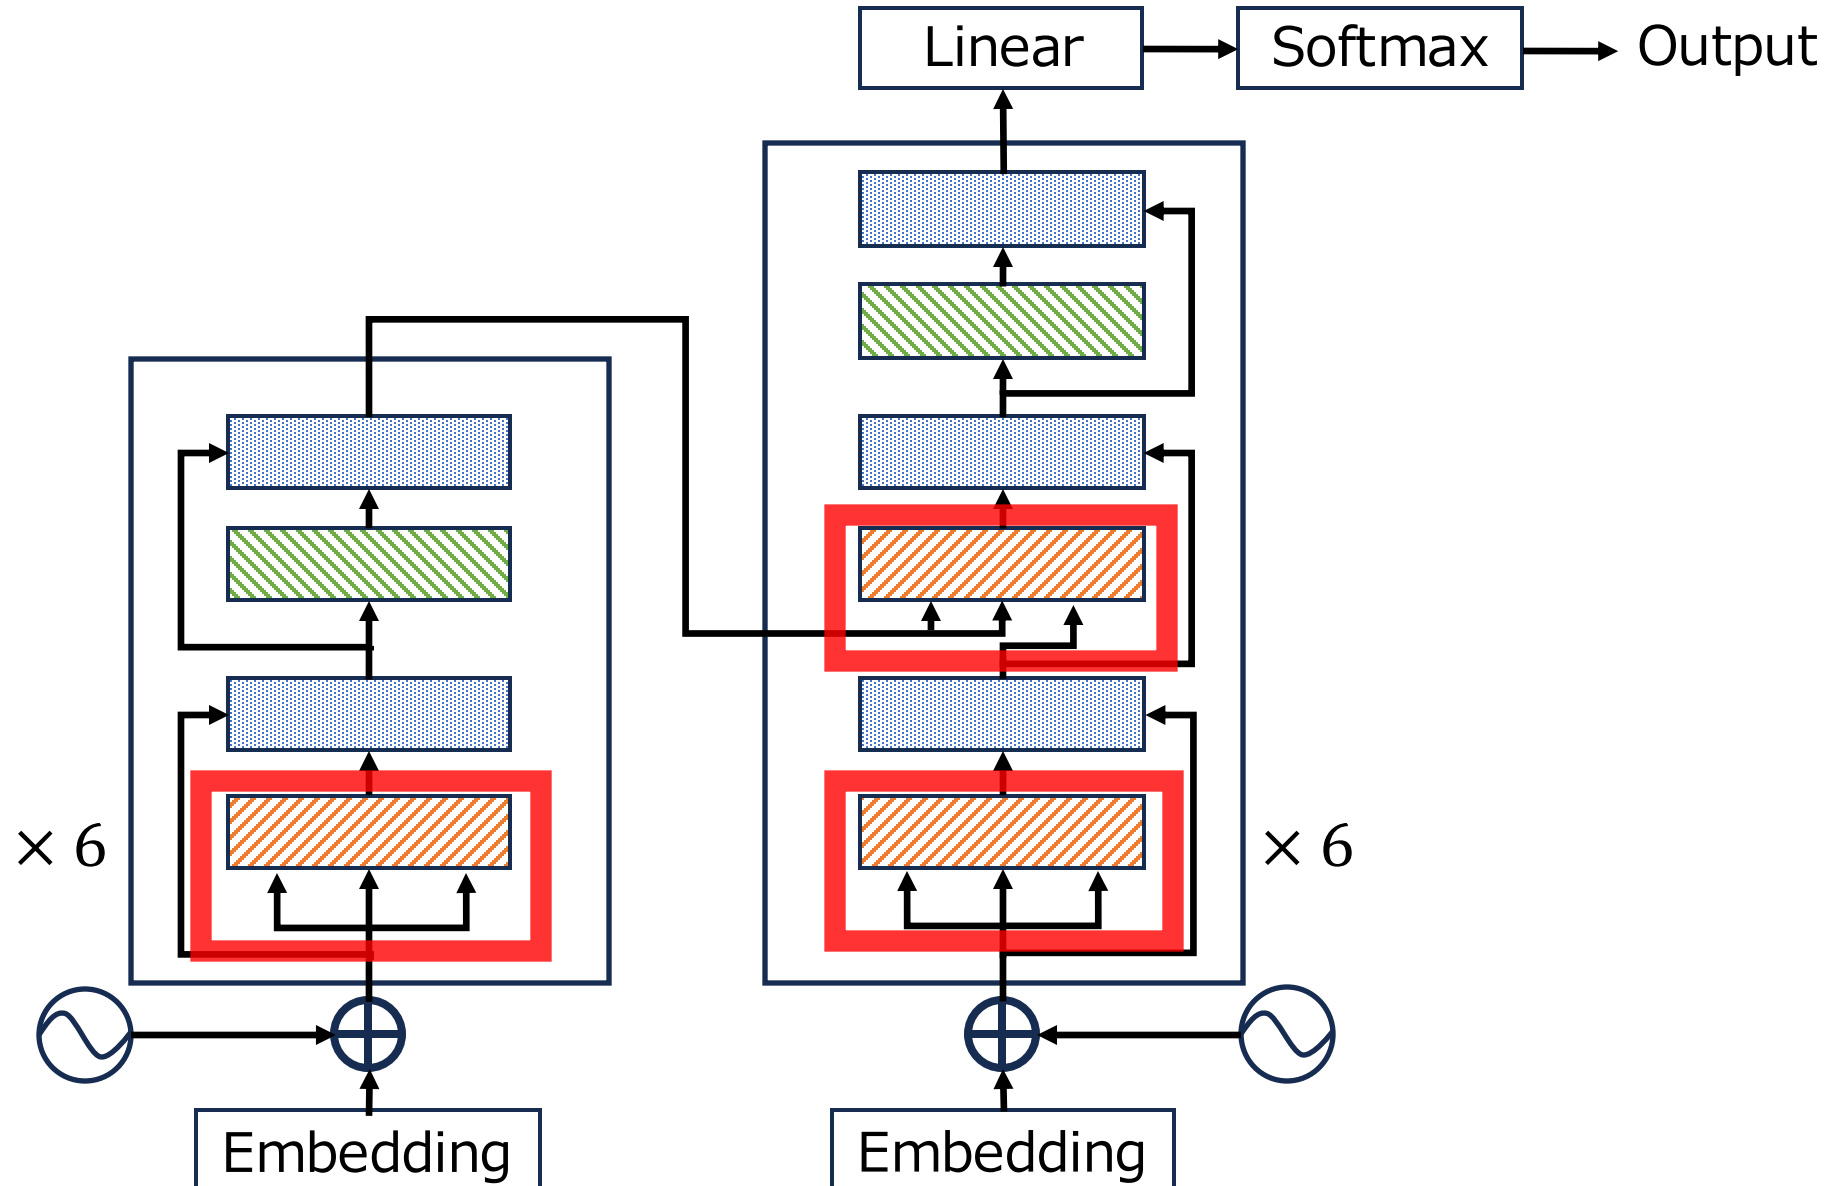 Linear
Softmax
Output
× 6
× 6
Embedding
Embedding